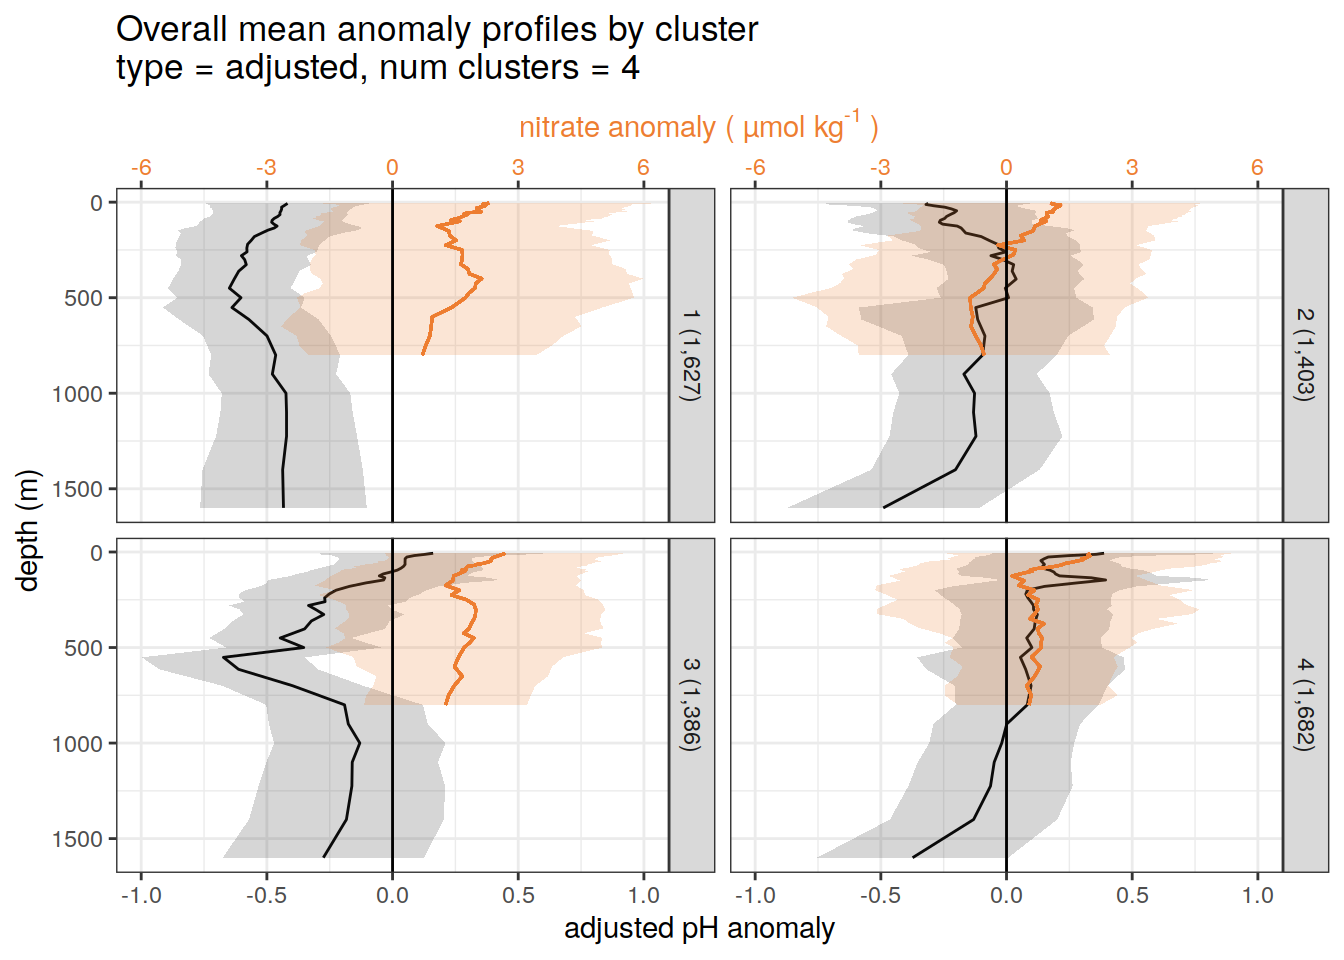 Overall mean anomaly profiles by cluster
type = adjusted, num clusters = 4
nitrate anomaly ( µmol kg⁻¹ )
-6 -3 0 3 6 -6 -3 0 3 6
0
500
1000
1500
1 (1,627)
2 (1,403)
depth (m)
0
500
1000
1500
3 (1,386)
4 (1,682)
-1.0 -0.5 0.0 0.5 1.0 -1.0 -0.5 0.0 0.5 1.0
adjusted pH anomaly